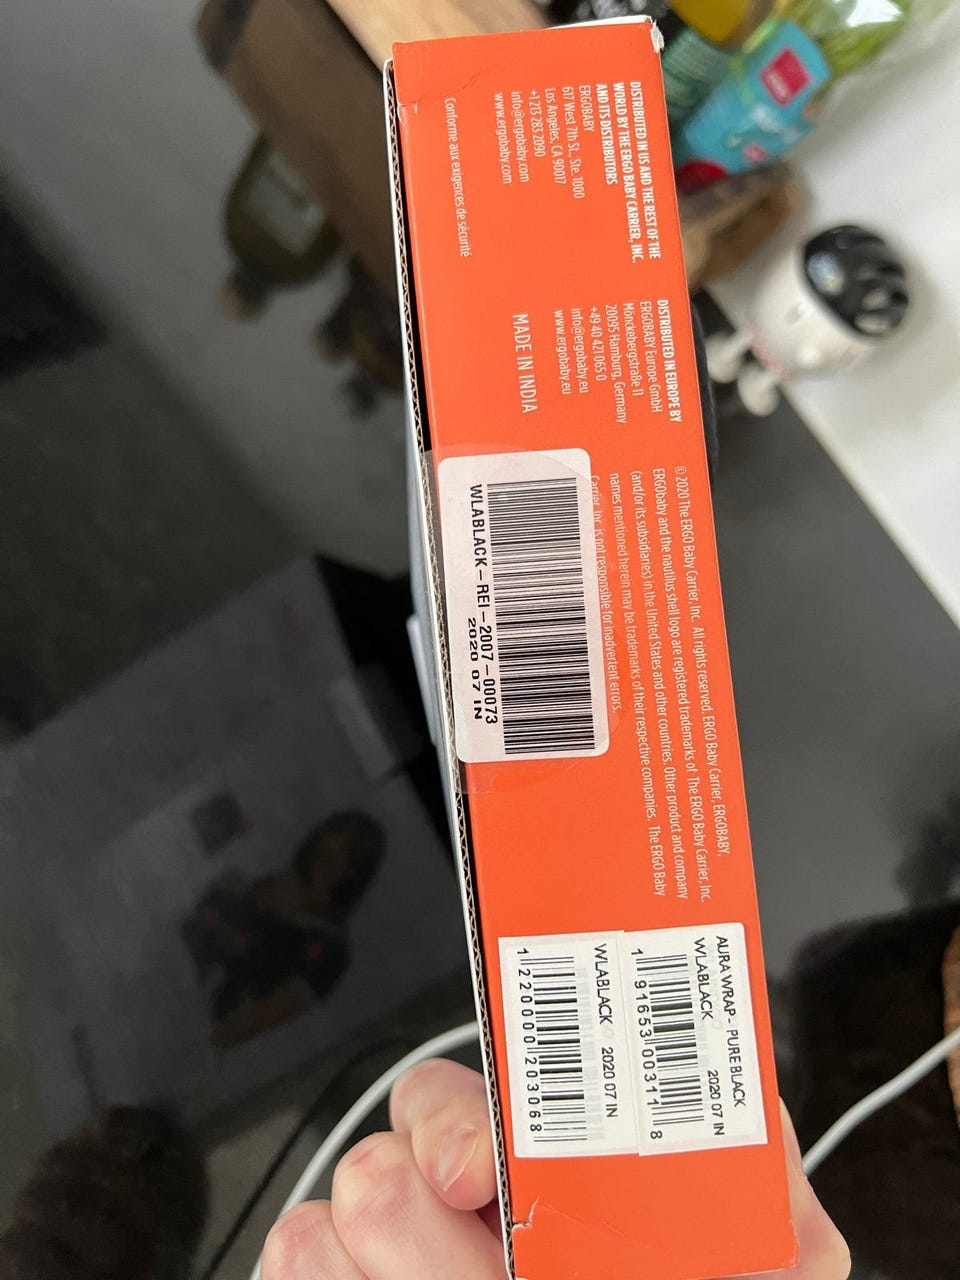 DISTRIBUTED IN US AND THE REST OF THE
WORLD BY THE ERGO BABY CARRIER, INC.
AND ITS DISTRIBUTORS
ERGOBABY
617 West 7th St., Ste. 1000
Los Angeles, CA 90017
+1 213 283 2090
info@ergobaby.com
www.ergobaby.com
Conforme aux exigences de sécurité
DISTRIBUTED IN EUROPE BY
ERGOBABY Europe GmbH
Mönckebergstraße 11
20095 Hamburg, Germany
+49 40 421 065 0
info@ergobaby.eu
www.ergobaby.eu
MADE IN INDIA
©2020 The ERGO Baby Carrier, Inc. All rights reserved. ERGO Baby Carrier, ERGOBABY,
ERGObaby and the nautilus shell logo are registered trademarks of The ERGO Baby Carrier, Inc.
(and/or its subsidiaries) in the United States and other countries. Other product and company
names mentioned herein may be trademarks of their respective companies. The ERGO Baby
Carrier, Inc. is not responsible for inadvertent errors.
WLABLACK-REI-2007-00073
2020 07 IN
AURA WRAP - PURE BLACK
WLABLACK 2020 07 IN
1 91653 00311 8
WLABLACK 2020 07 IN
1 220000 203068